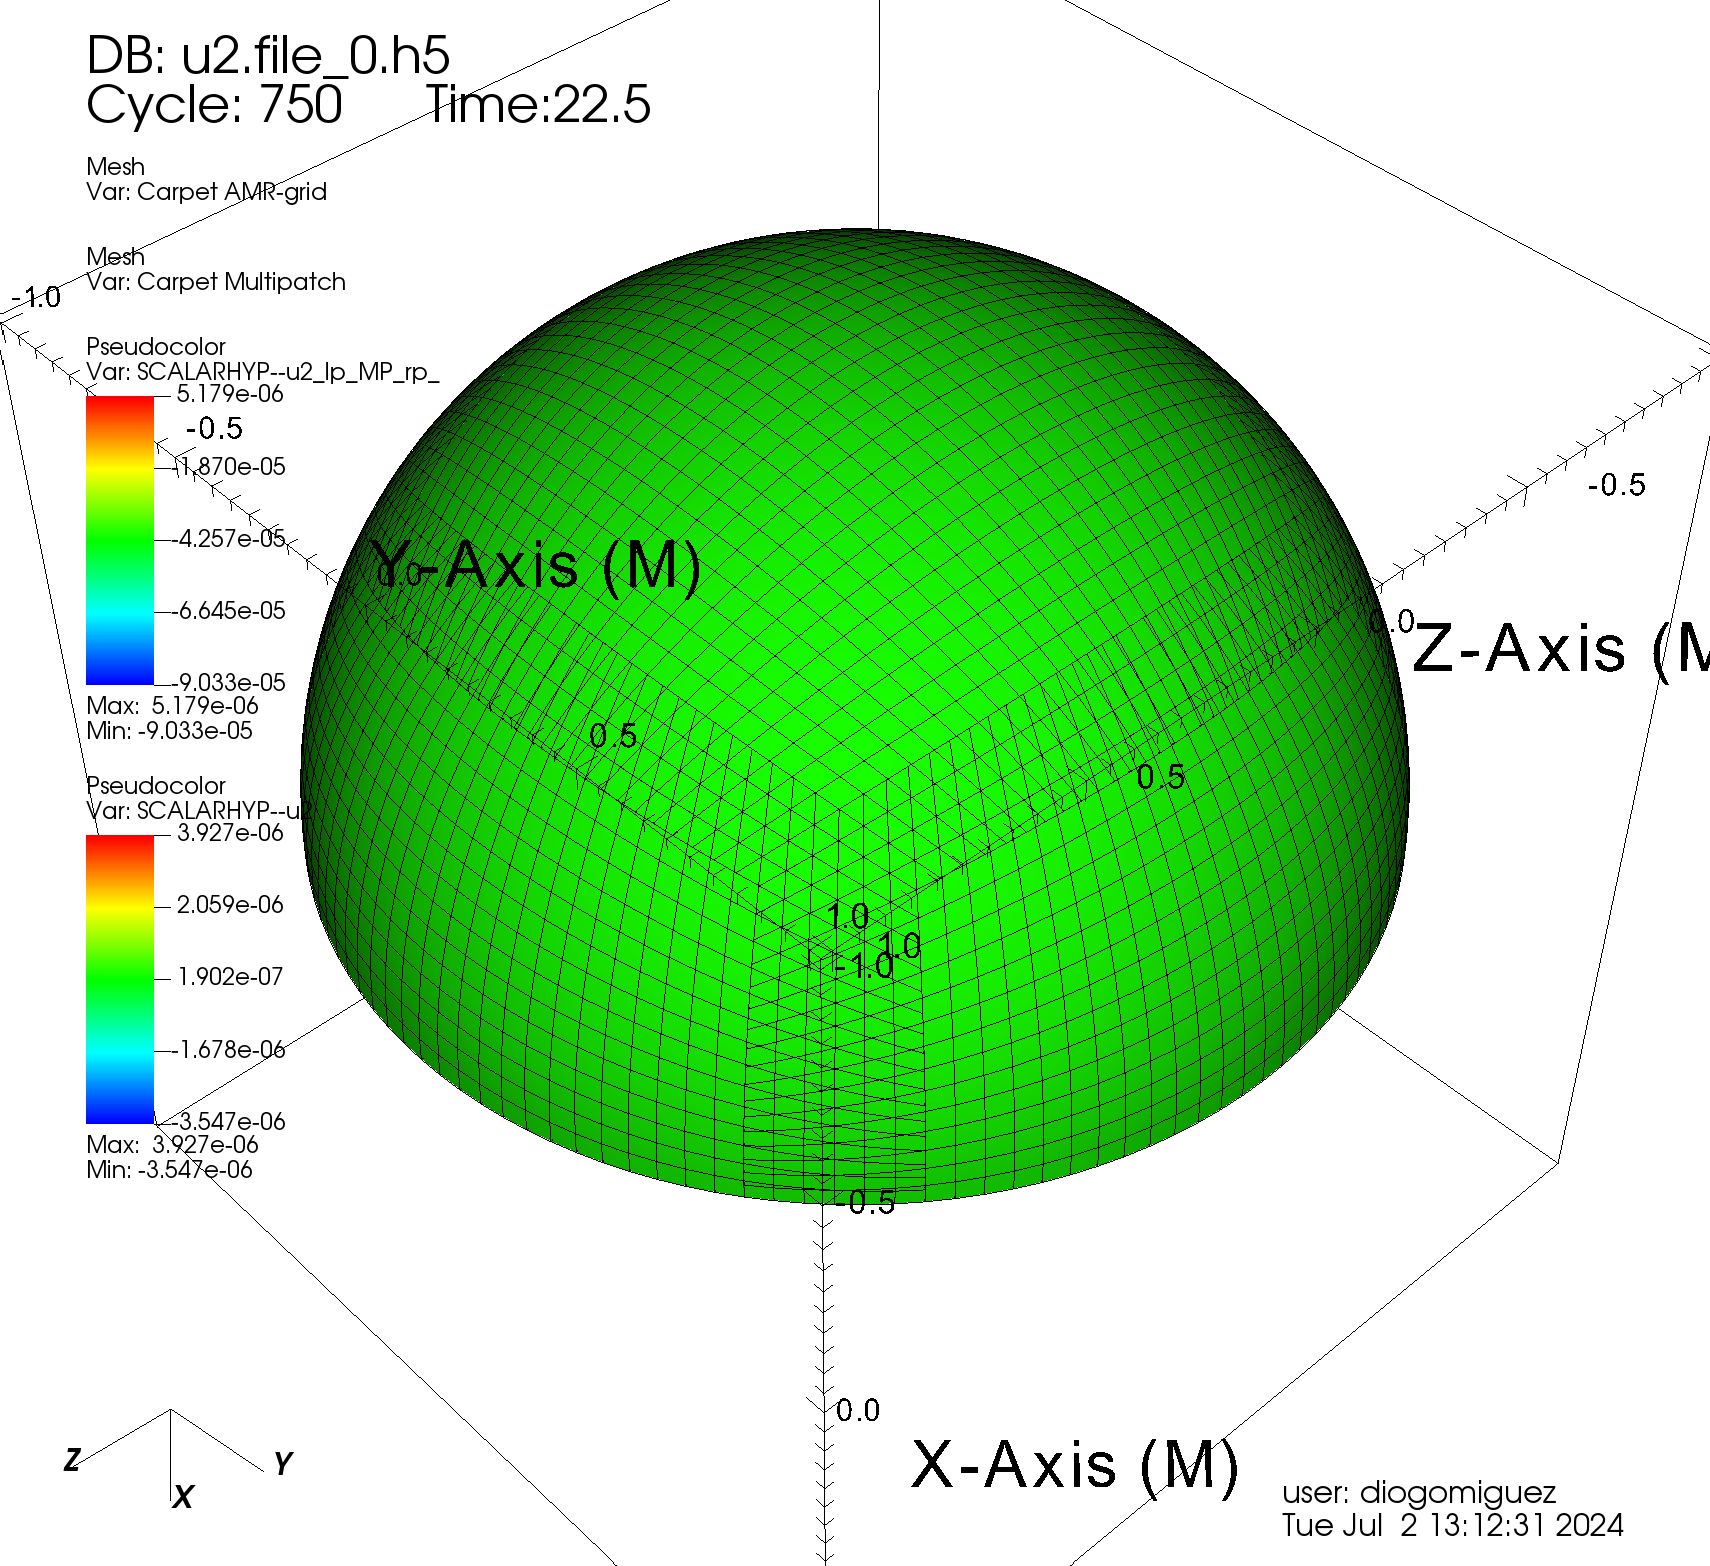 DB: u2.file_0.h5
Cycle: 750 Time:22.5
Mesh
Var: Carpet AMR-grid
Mesh
Var: Carpet Multipatch
-1.0
Pseudocolor
Var: SCALARHYP--u2_lp_MP_rp_
5.179e-06
-1.870e-05
-4.257e-05
-6.645e-05
-9.033e-05
Max: 5.179e-06
Min: -9.033e-05
Pseudocolor
Var: SCALARHYP--u2
3.927e-06
2.059e-06
1.902e-07
-1.678e-06
-3.547e-06
Max: 3.927e-06
Min: -3.547e-06
-0.5
-0.5
Y-Axis (M)
0.0
0.0
Z-Axis (M
0.5
0.5
1.0
1.0
-1.0
-0.5
0.0
X-Axis (M)
Z
Y
X
user: diogomiguez
Tue Jul 2 13:12:31 2024